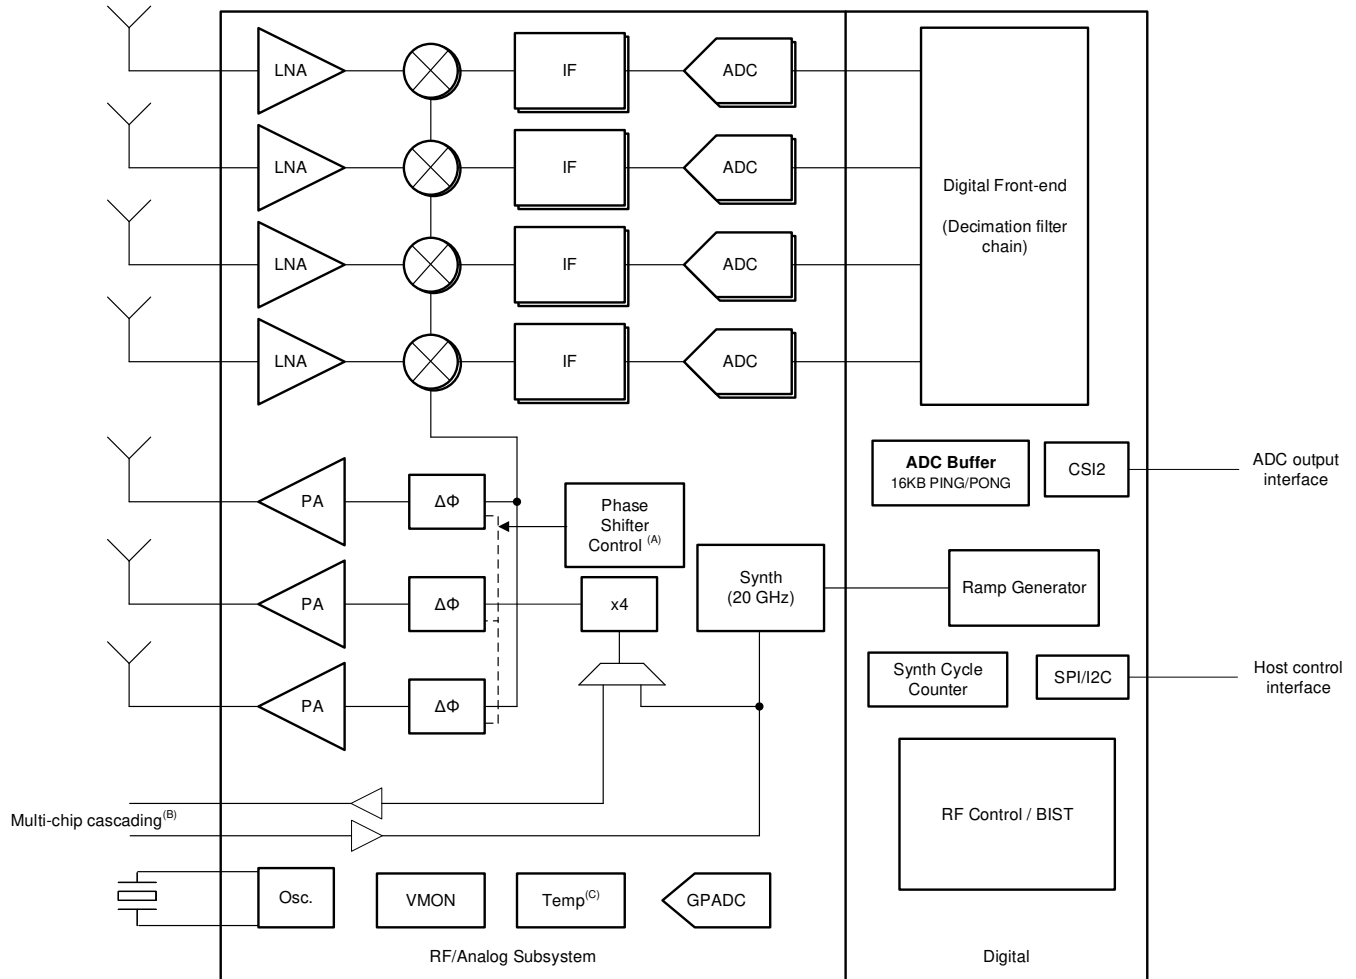 LNA
IF
ADC
LNA
IF
ADC
Digital Front-end
(Decimation filter
chain)
LNA
IF
ADC
LNA
IF
ADC
PA
ΔΦ
Phase
Shifter
Control (A)
ADC Buffer
16KB PING/PONG
CSI2
ADC output
interface
PA
ΔΦ
x4
Synth
(20 GHz)
Ramp Generator
PA
ΔΦ
Synth Cycle
Counter
SPI/I2C
Host control
interface
Multi-chip cascading(B)
RF Control / BIST
Osc.
VMON
Temp(C)
GPADC
RF/Analog Subsystem
Digital